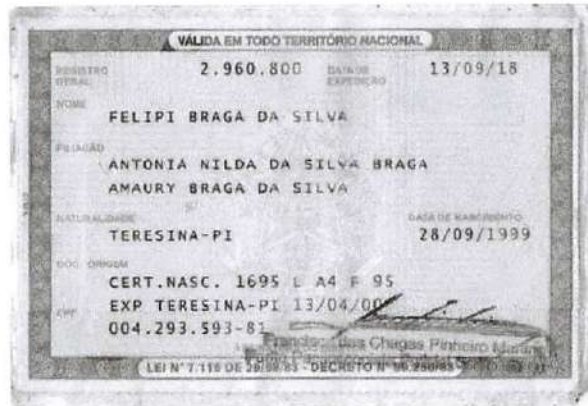 VÁLIDA EM TODO TERRITÓRIO NACIONAL
REGISTRO GERAL 2.960.800 DATA DE EXPEDIÇÃO 13/09/18
NOME
FELIPI BRAGA DA SILVA
FILIAÇÃO
ANTONIA NILDA DA SILVA BRAGA
AMAURY BRAGA DA SILVA
NATURALIDADE DATA DE NASCIMENTO
TERESINA-PI 28/09/1999
DOC. ORIGEM
CERT.NASC. 1695 L A4 F 95
EXP TERESINA-PI 13/04/00
CPF 004.293.593-81
das Chagas Pinheiro
LEI Nº 7.116 DE 29/08/83 - DECRETO Nº